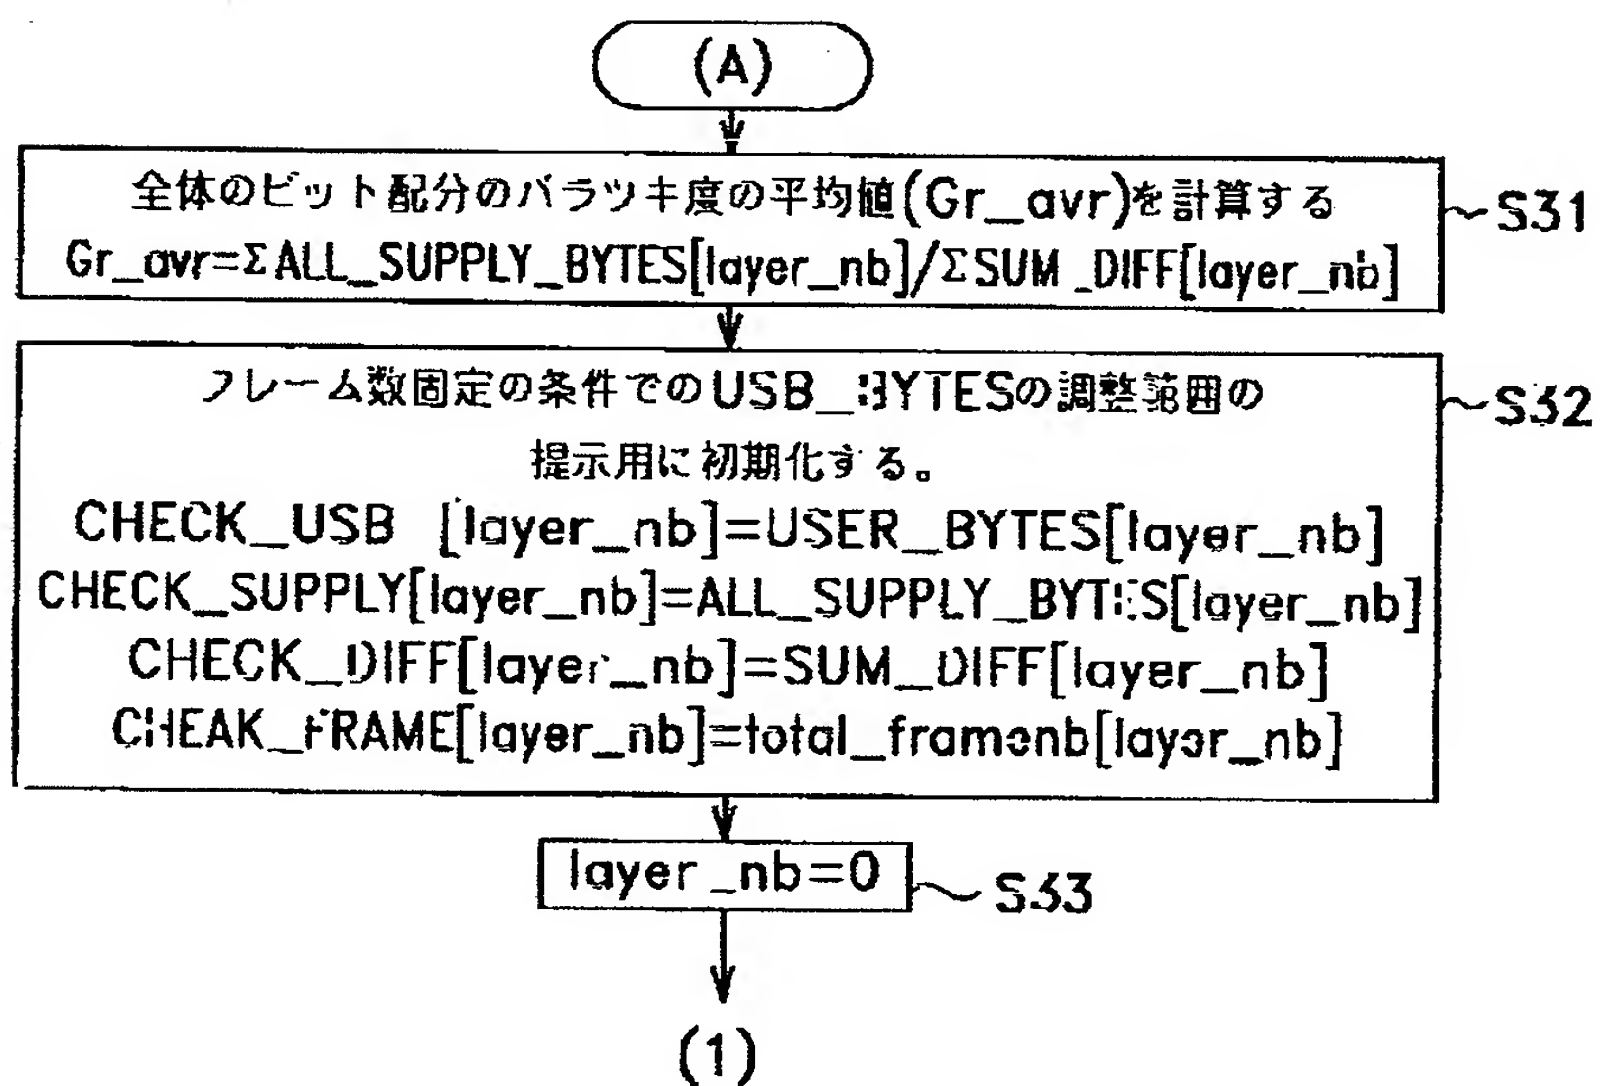 (A)
全体のビット配分のバラツキ度の平均値(Gr_avr)を計算する
S31
Gr_avr=ΣALL_SUPPLY_BYTES[layer_nb]/ΣSUM_DIFF[layer_nb]
フレーム数固定の条件でのUSB_BYTESの調整範囲の
S32
提示用に初期化する。
CHECK_USB [layer_nb]=USER_BYTES[layer_nb]
CHECK_SUPPLY[layer_nb]=ALL_SUPPLY_BYTES[layer_nb]
CHECK_DIFF[layer_nb]=SUM_DIFF[layer_nb]
CHEAK_FRAME[layer_nb]=total_framenb[layer_nb]
layer_nb=0
S33
(1)